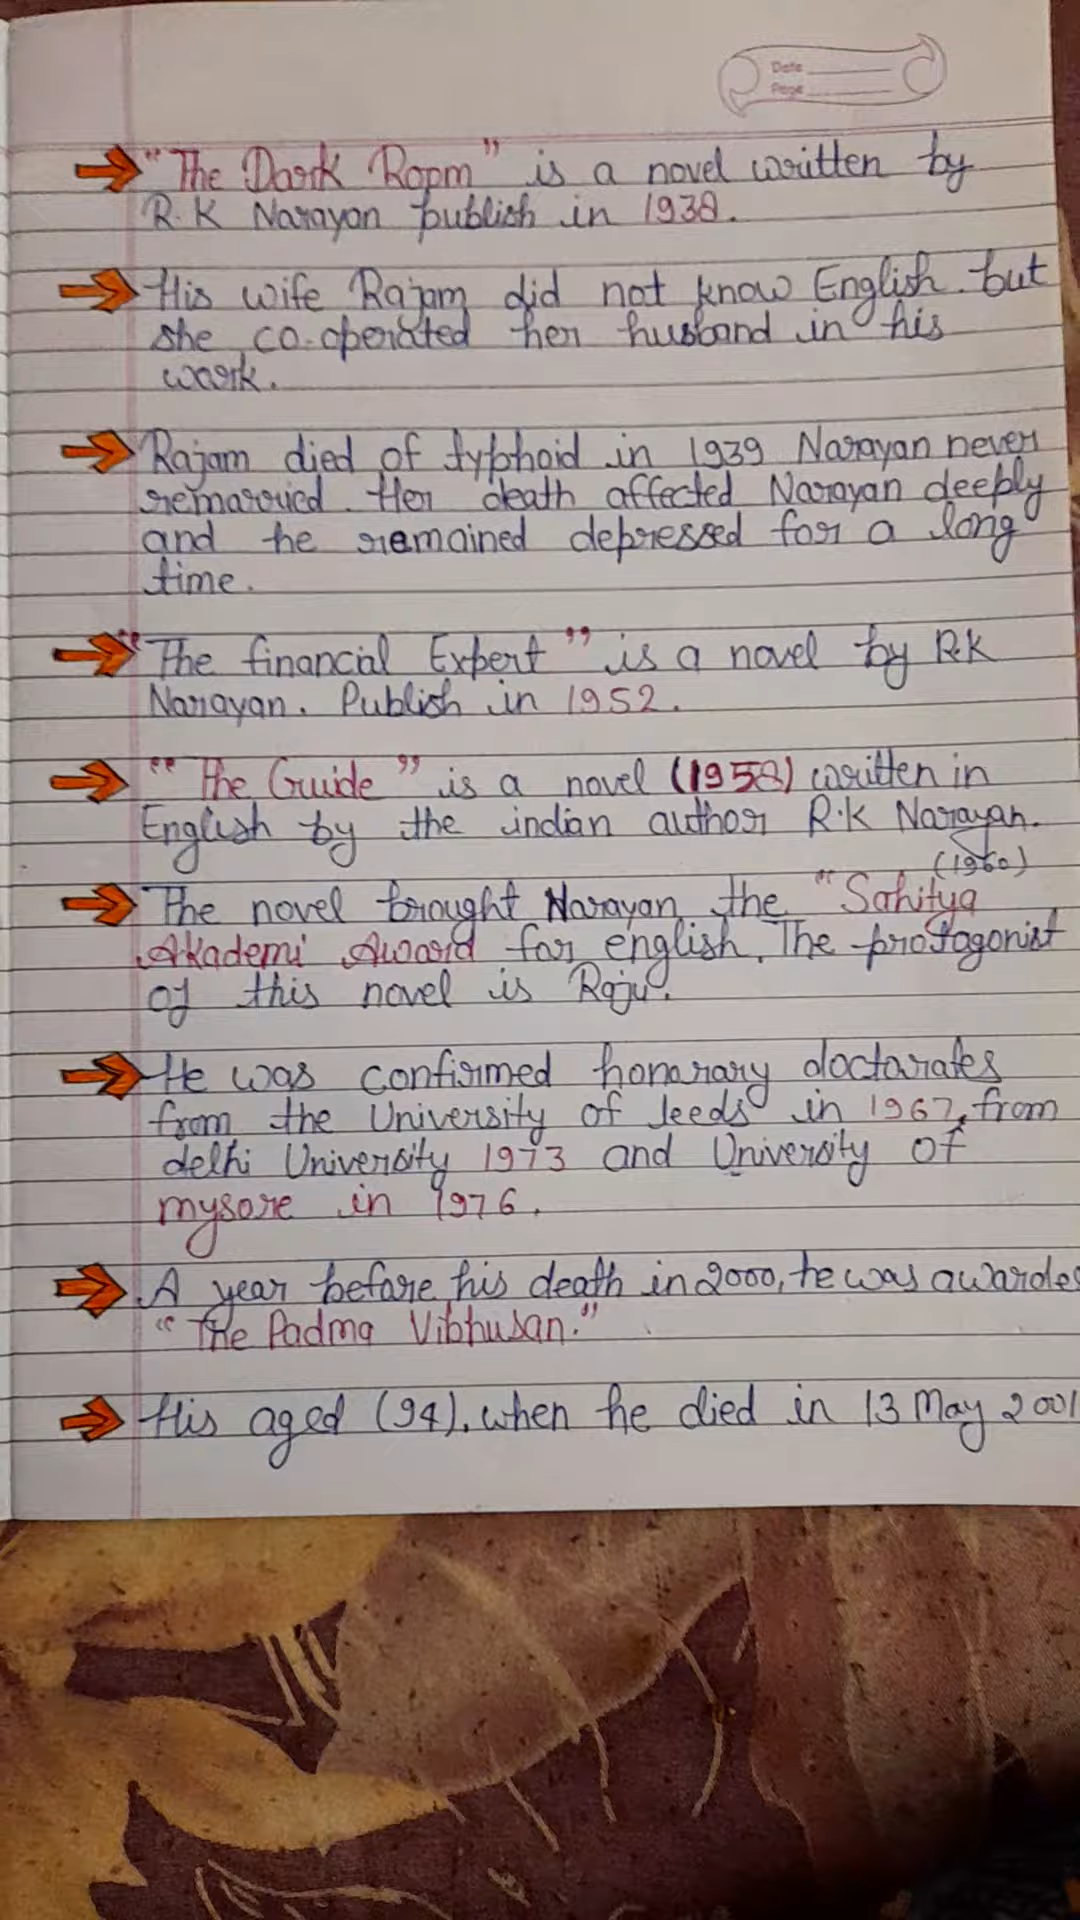 Date
Page
"The Dark Room" is a novel written by
R.K Narayan publish in 1938.
His wife Rajam did not know English. but
she co-operated her husband in his
work.
Rajam died of typhoid in 1939 Narayan never
remarried. Her death affected Narayan deeply
and he remained depressed for a long
time.
"The financial Expert" is a novel by R.K
Narayan. Publish in 1952.
"The Guide" is a novel (1958) written in
English by the indian author R.K Narayan.
(1960)
The novel brought Narayan the "Sahitya
Akademi Award for english. The protagonist
of this novel is Raju.
He was confirmed honorary doctorates
from the University of leeds in 1967, from
delhi University 1973 and University of
mysore in 1976.
A year before his death in 2000, he was awarded
"The Padma Vibhusan."
His aged (94). when he died in 13 May 2001